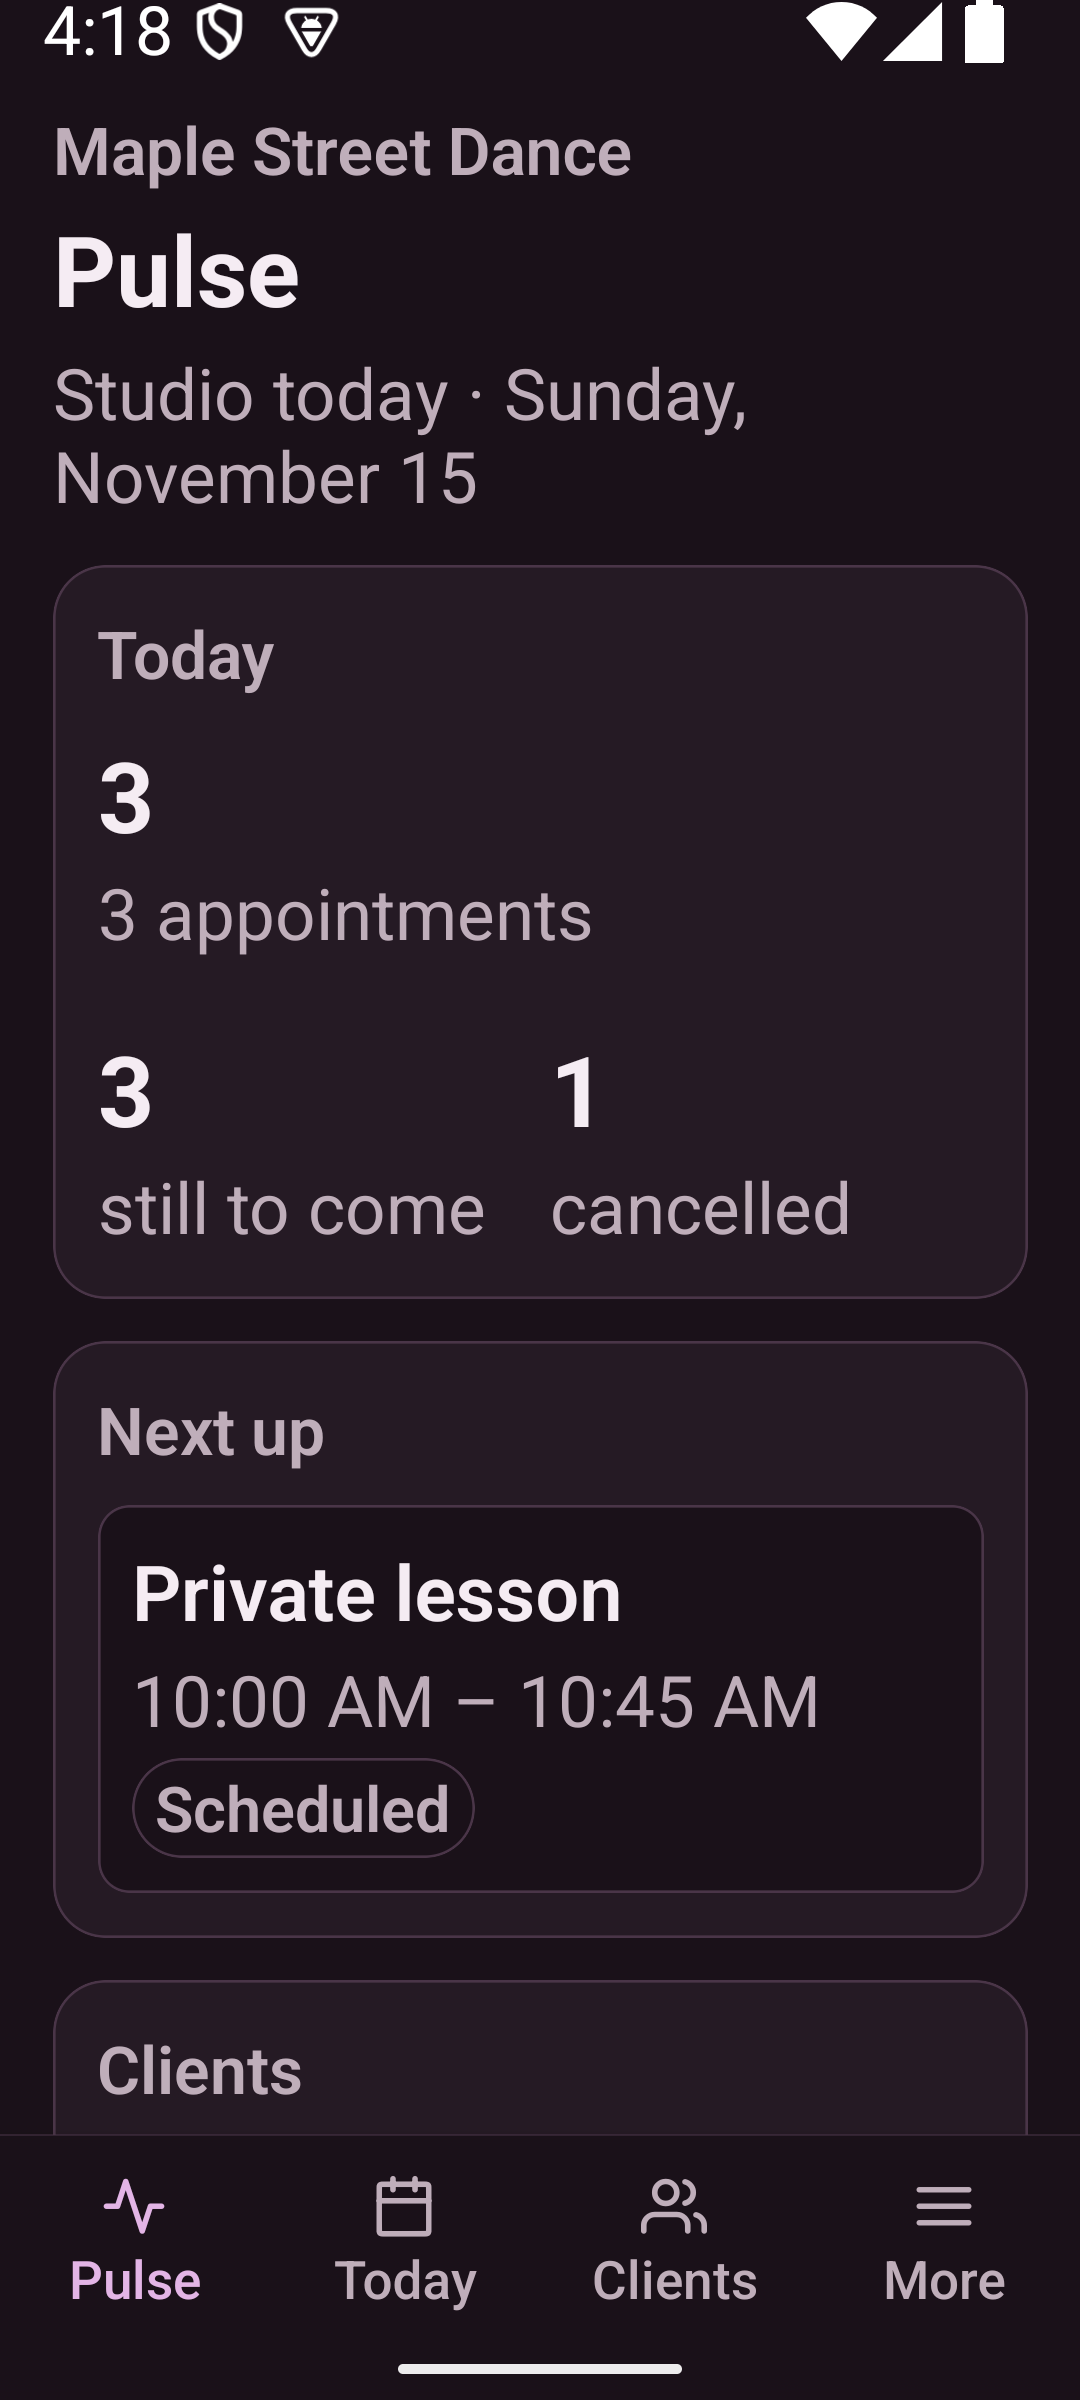 4:18
Maple Street Dance
Pulse
Studio today · Sunday,
November 15
Today
3
3 appointments
3 1
still to come cancelled
Next up
Private lesson
10:00 AM – 10:45 AM
Scheduled
Clients
Pulse Today Clients More